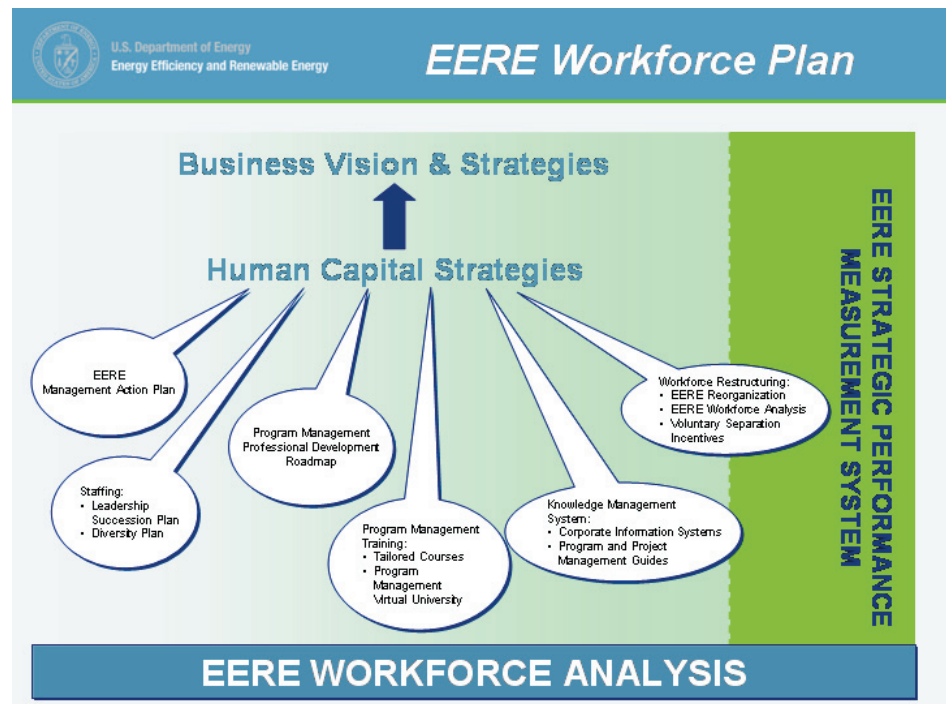 U.S. Department of Energy
Energy Efficiency and Renewable Energy
EERE Workforce Plan
Business Vision & Strategies
Human Capital Strategies
EERE
Management Action Plan
Staffing:
• Leadership
Succession Plan
• Diversity Plan
Program Management
Professional Development
Roadmap
Program Management
Training:
• Tailored Courses
• Program
Management
Virtual University
Knowledge Management
System:
• Corporate Information Systems
• Program and Project
Management Guides
Workforce Restructuring:
• EERE Reorganization
• EERE Workforce Analysis
• Voluntary Separation
Incentives
EERE STRATEGIC PERFORMANCE
MEASUREMENT SYSTEM
EERE WORKFORCE ANALYSIS